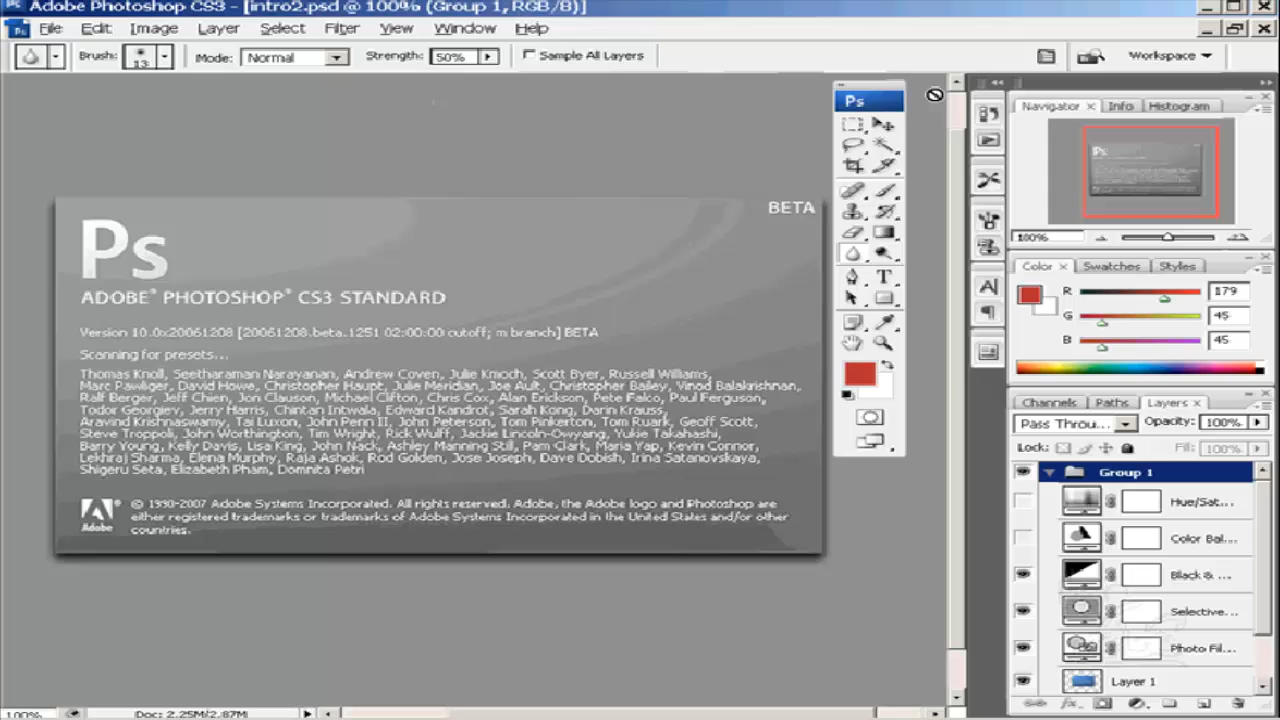 Adobe Photoshop CS3 - [intro2.psd @ 100% (Group 1, RGB/8)]
File Edit Image Layer Select Filter View Window Help
Brush: 13 Mode: Normal Strength: 50% Sample All Layers Workspace
Ps
Navigator Info Histogram
100%
Color Swatches Styles
R 179
G 45
B 45
Channels Paths Layers
Pass Throu... Opacity: 100%
Lock: Fill: 100%
Group 1
Hue/Sat...
Color Bal...
Black & ...
Selective...
Photo Fil...
Layer 1
BETA
Ps
ADOBE® PHOTOSHOP® CS3 STANDARD
Version 10.0x20061208 [20061208.beta.1251 02:00:00 cutoff; m branch] BETA
Scanning for presets...
Thomas Knoll, Seetharaman Narayanan, Andrew Coven, Julie Kmoch, Scott Byer, Russell Williams,
Marc Pawliger, David Howe, Christopher Haupt, Julie Meridian, Joe Ault, Christopher Bailey, Vinod Balakrishnan,
Ralf Berger, Jeff Chien, Jon Clauson, Michael Clifton, Chris Cox, Alan Erickson, Pete Falco, Paul Ferguson,
Todor Georgiev, Jerry Harris, Chintan Intwala, Edward Kandrot, Sarah Kong, Darin Krauss,
Aravind Krishnaswamy, Tai Luxon, John Penn II, John Peterson, Tom Pinkerton, Tom Ruark, Geoff Scott,
Steve Troppoli, John Worthington, Tim Wright, Rick Wulff, Jackie Lincoln-Owyang, Yukie Takahashi,
Barry Young, Kelly Davis, Lisa King, John Nash, Ashley Manning Still, Pam Clark, Maria Yap, Kevin Connor,
Lekhraj Sharma, Elena Murphy, Raja Ashok, Rod Golden, Jose Joseph, Dave Dobish, Irina Satanovskaya,
Shigeru Seta, Elizabeth Pham, Domnita Petri
Adobe
© 1990-2007 Adobe Systems Incorporated. All rights reserved. Adobe, the Adobe logo and Photoshop are
either registered trademarks or trademarks of Adobe Systems Incorporated in the United States and/or other
countries.
100% Doc: 2.25M/2.87M